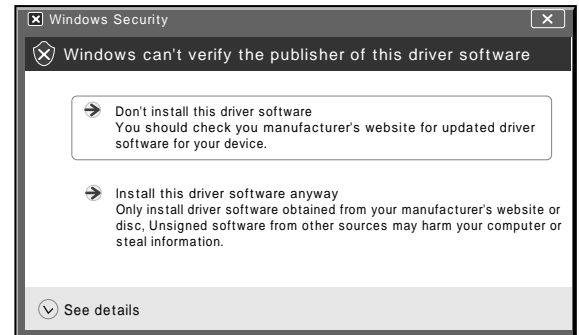 Windows Security
Windows can't verify the publisher of this driver software
Don't install this driver software
You should check you manufacturer's website for updated driver
software for your device.
Install this driver software anyway
Only install driver software obtained from your manufacturer's website or
disc, Unsigned software from other sources may harm your computer or
steal information.
See details